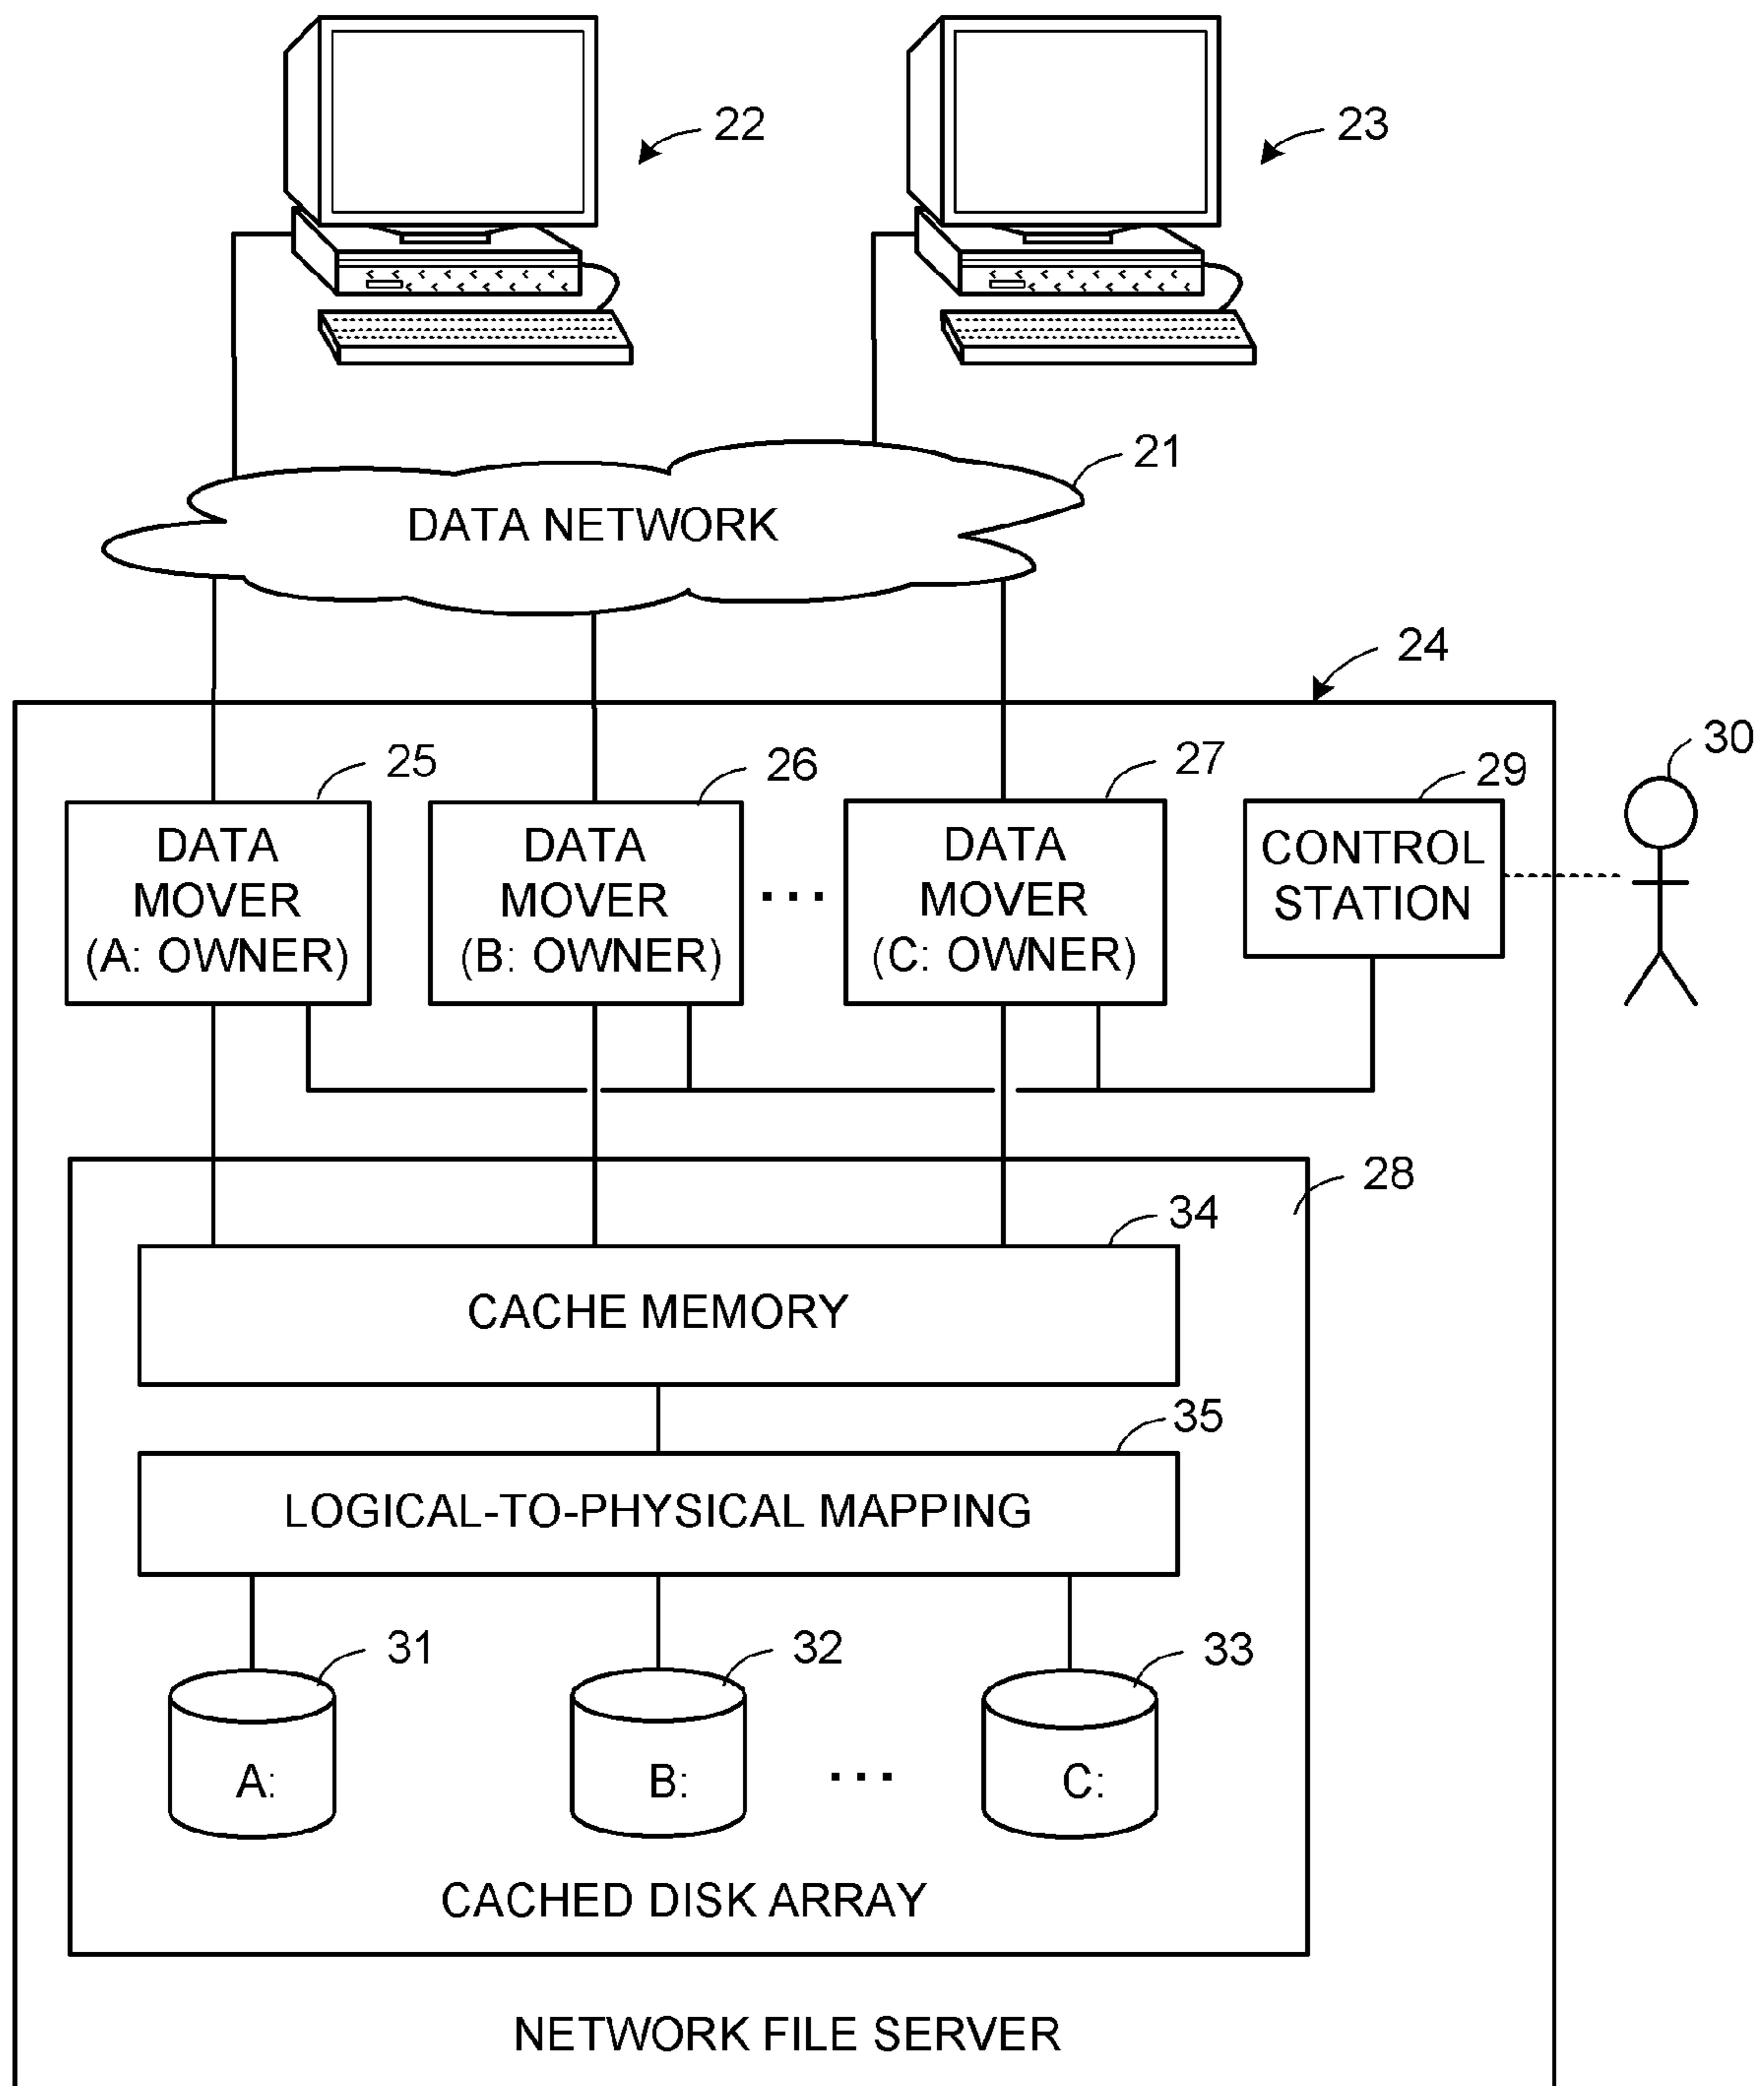 22
23
21
DATA NETWORK
24
30
25
26
27
29
DATA
MOVER
(A: OWNER)
DATA
MOVER
(B: OWNER)
...
DATA
MOVER
(C: OWNER)
CONTROL
STATION
28
34
CACHE MEMORY
35
LOGICAL-TO-PHYSICAL MAPPING
31
32
33
A:
B:
...
C:
CACHED DISK ARRAY
NETWORK FILE SERVER